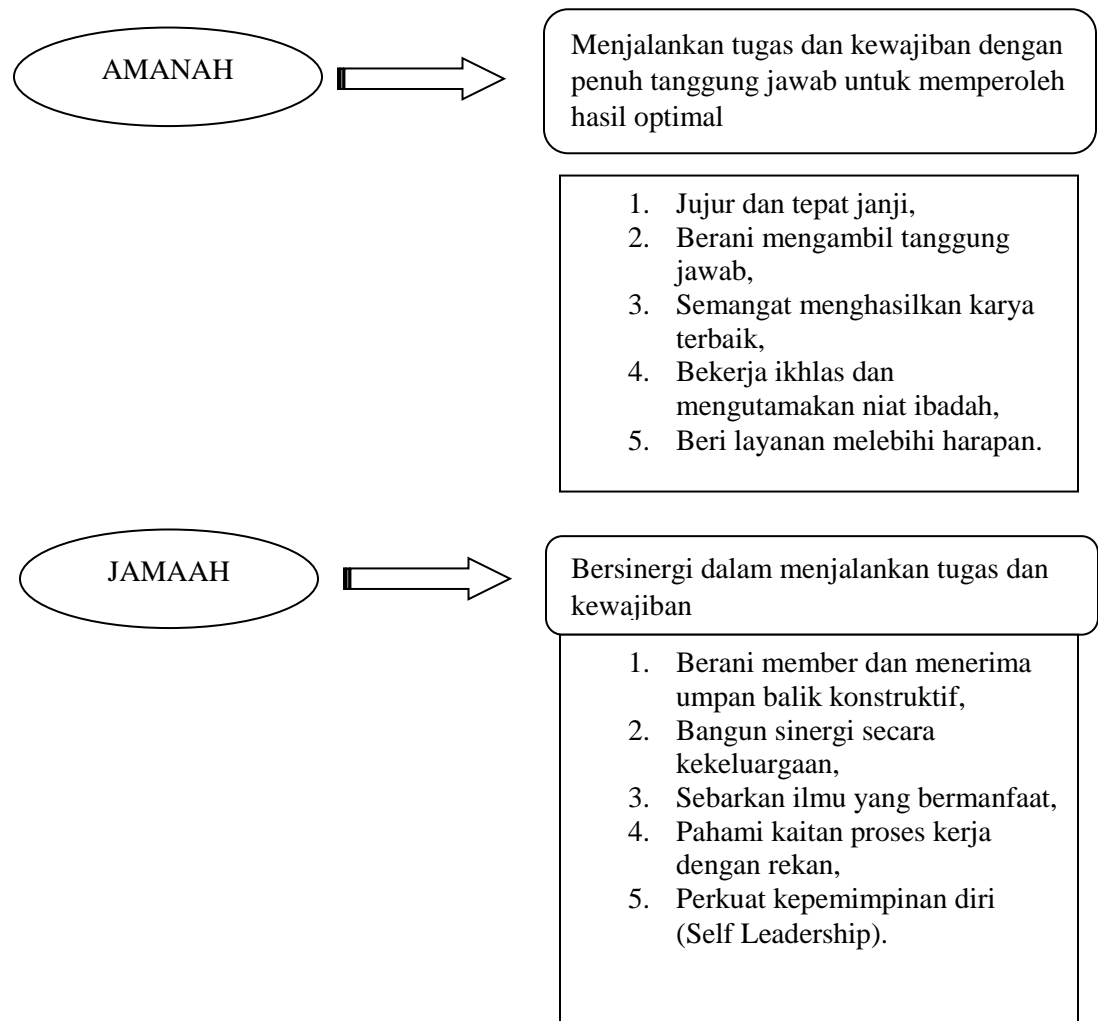 AMANAH
Menjalankan tugas dan kewajiban dengan
penuh tanggung jawab untuk memperoleh
hasil optimal
1. Jujur dan tepat janji,
2. Berani mengambil tanggung
jawab,
3. Semangat menghasilkan karya
terbaik,
4. Bekerja ikhlas dan
mengutamakan niat ibadah,
5. Beri layanan melebihi harapan.
JAMAAH
Bersinergi dalam menjalankan tugas dan
kewajiban
1. Berani member dan menerima
umpan balik konstruktif,
2. Bangun sinergi secara
kekeluargaan,
3. Sebarkan ilmu yang bermanfaat,
4. Pahami kaitan proses kerja
dengan rekan,
5. Perkuat kepemimpinan diri
(Self Leadership).